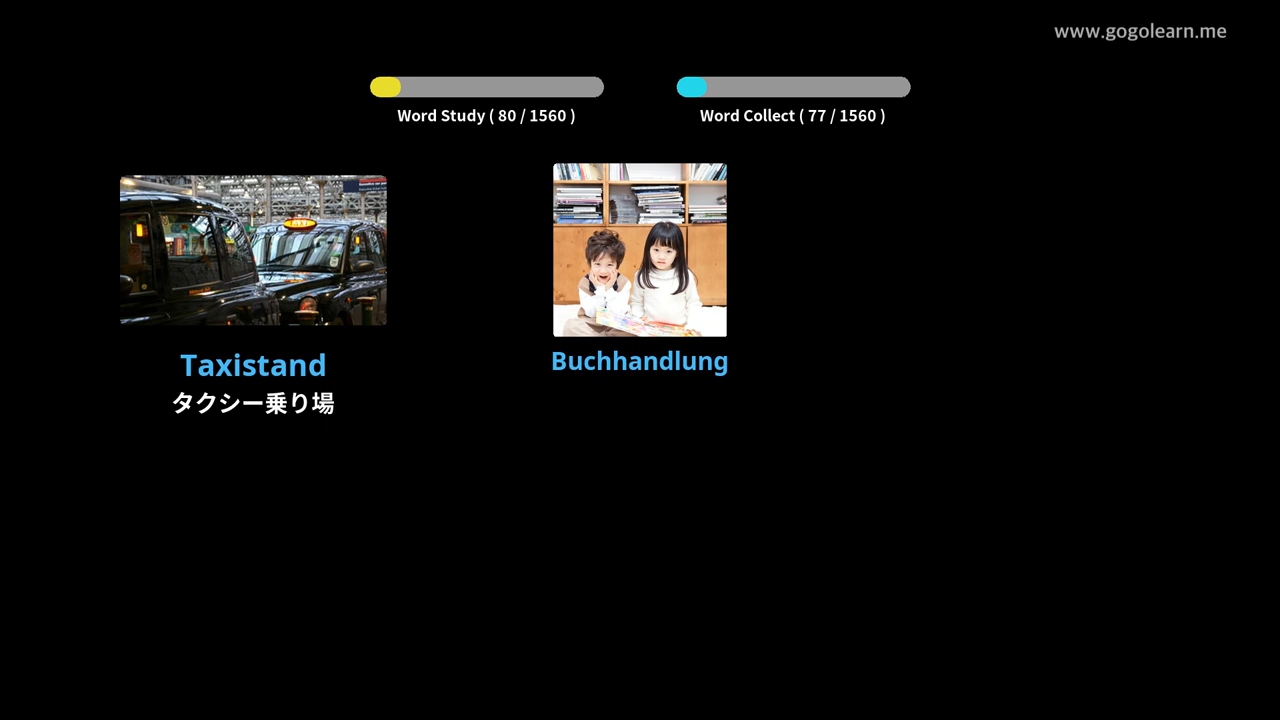 www.gogolearn.me
Word Study ( 80 / 1560 )
Word Collect ( 77 / 1560 )
TAXI
Taxistand
タクシー乗り場
Buchhandlung